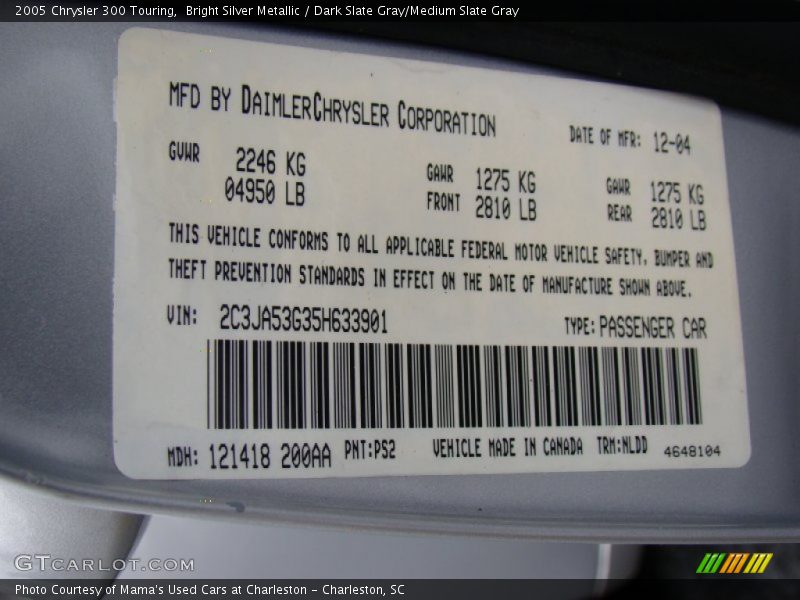 2005 Chrysler 300 Touring,  Bright Silver Metallic / Dark Slate Gray/Medium Slate Gray
MFD BY DAIMLERCHRYSLER CORPORATION
DATE OF MFR: 12-04
GVWR 2246 KG
04950 LB
GAWR 1275 KG
FRONT 2810 LB
GAWR 1275 KG
REAR 2810 LB
THIS VEHICLE CONFORMS TO ALL APPLICABLE FEDERAL MOTOR VEHICLE SAFETY, BUMPER AND
THEFT PREVENTION STANDARDS IN EFFECT ON THE DATE OF MANUFACTURE SHOWN ABOVE.
VIN: 2C3JA53G35H633901 TYPE: PASSENGER CAR
MDH: 121418 200AA PNT:PS2 VEHICLE MADE IN CANADA TRM:NLDD 4648104
GTCARLOT.COM
Photo Courtesy of Mama's Used Cars at Charleston - Charleston, SC